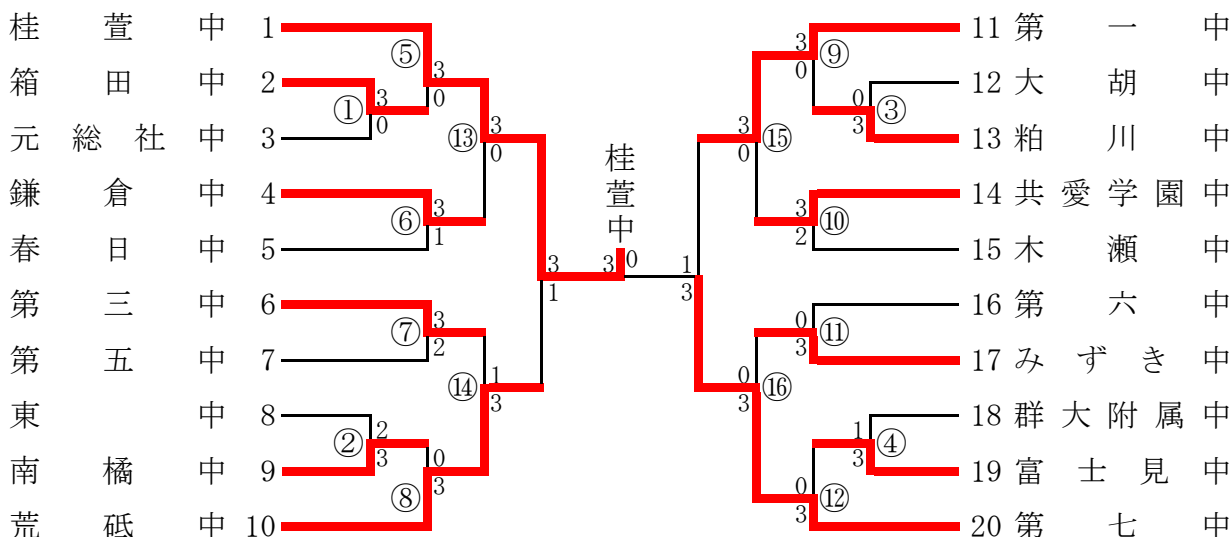 桂萱中 1
箱田中 2
元総社中 3
鎌倉中 4
春日中 5
第三中 6
第五中 7
東中 8
南橘中 9
荒砥中 10
⑤
3
0
①
3
0
⑬
3
0
⑥
3
1
3
1
⑦
3
2
⑭
1
3
②
2
3
⑧
0
3
桂萱中
3 0
1
3
⑨
3
0
③
0
3
⑮
3
0
⑩
3
2
⑪
0
3
⑯
0
3
④
1
3
⑫
0
3
11 第一中
12 大胡中
13 粕川中
14 共愛学園中
15 木瀬中
16 第六中
17 みずき中
18 群大附属中
19 富士見中
20 第七中